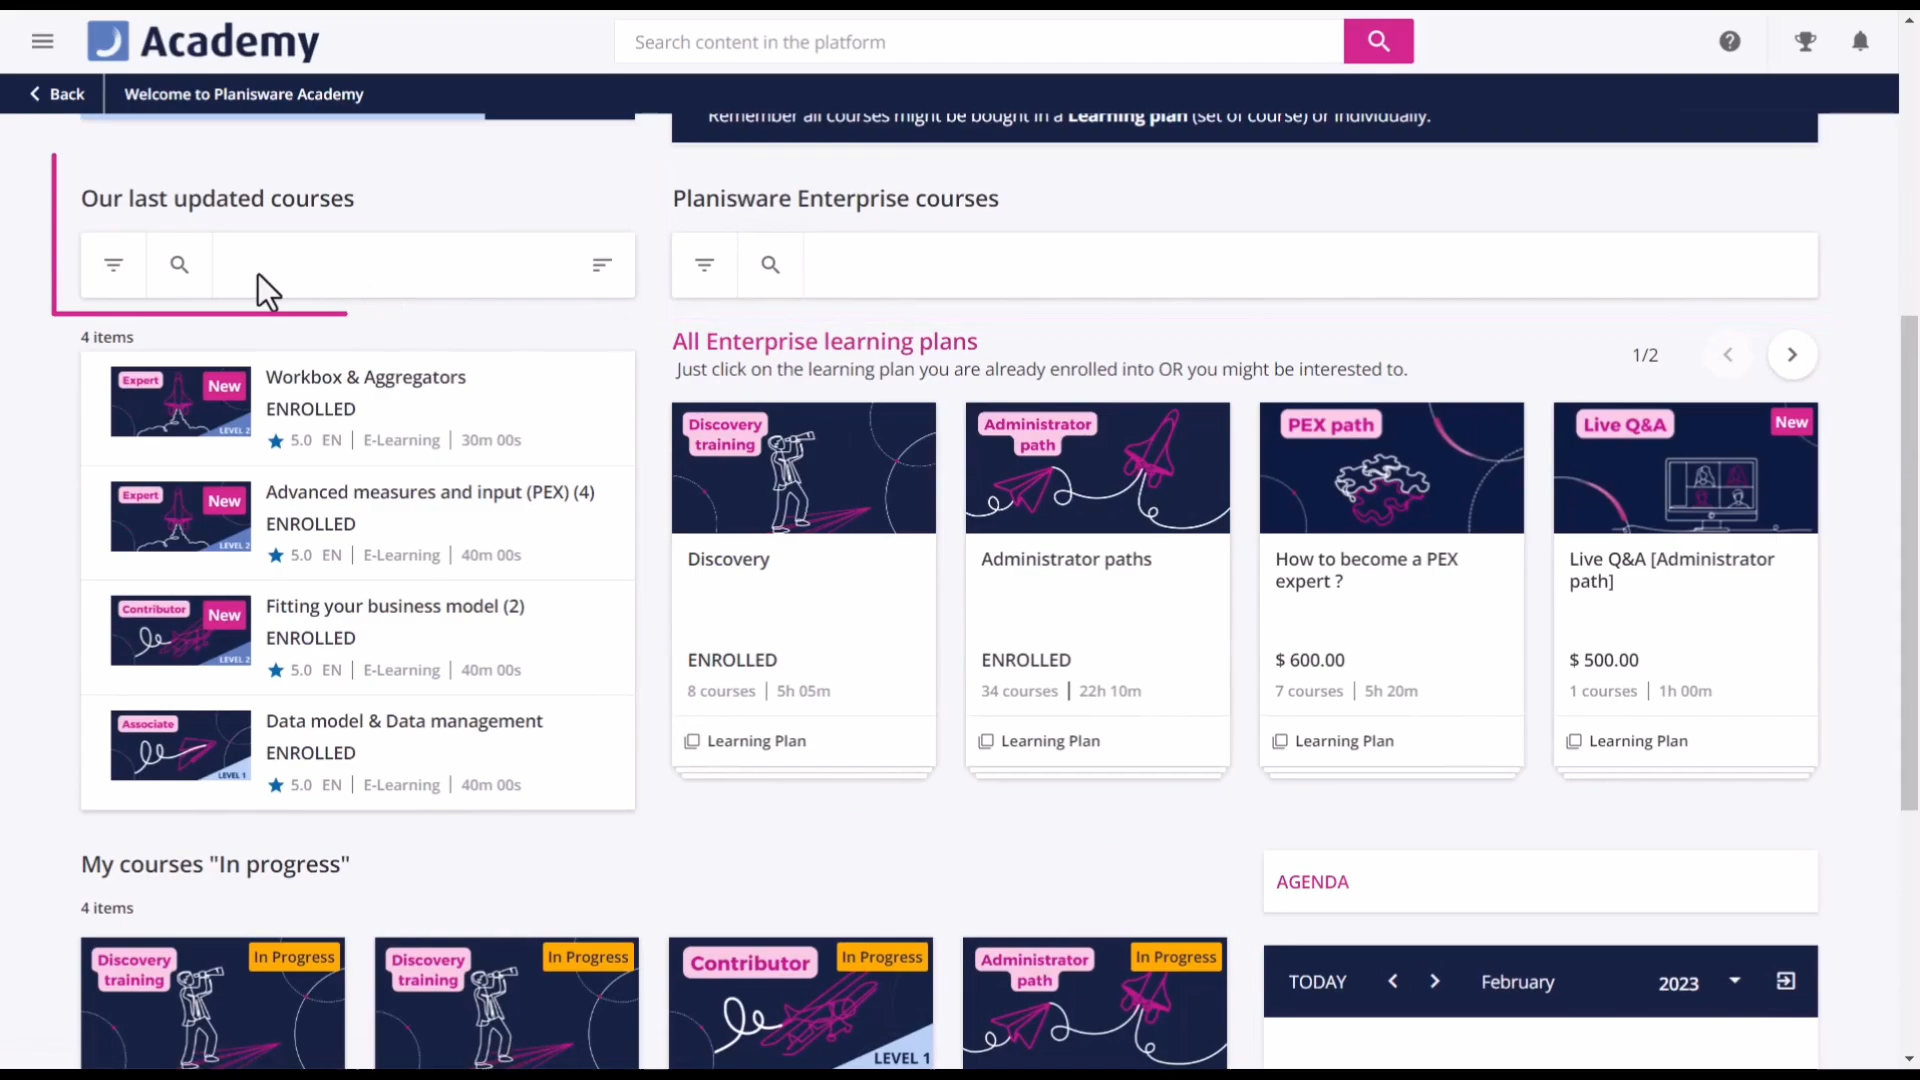 Academy
Search content in the platform
Back
Welcome to Planisware Academy
Remember all courses might be bought in a Learning plan (set of course) or individually.
Our last updated courses
4 items
Expert
New
LEVEL 2
Workbox & Aggregators
ENROLLED
5.0 EN | E-Learning | 30m 00s
Expert
New
LEVEL 2
Advanced measures and input (PEX) (4)
ENROLLED
5.0 EN | E-Learning | 40m 00s
Contributor
New
LEVEL 2
Fitting your business model (2)
ENROLLED
5.0 EN | E-Learning | 40m 00s
Associate
LEVEL 1
Data model & Data management
ENROLLED
5.0 EN | E-Learning | 40m 00s
Planisware Enterprise courses
All Enterprise learning plans
Just click on the learning plan you are already enrolled into OR you might be interested to.
1/2
Discovery
training
Discovery
ENROLLED
8 courses | 5h 05m
Learning Plan
Administrator
path
Administrator paths
ENROLLED
34 courses | 22h 10m
Learning Plan
PEX path
How to become a PEX
expert ?
$ 600.00
7 courses | 5h 20m
Learning Plan
Live Q&A
New
Live Q&A [Administrator
path]
$ 500.00
1 courses | 1h 00m
Learning Plan
My courses "In progress"
4 items
Discovery
training
In Progress
Discovery
training
In Progress
Contributor
In Progress
LEVEL 1
Administrator
path
In Progress
AGENDA
TODAY
February
2023